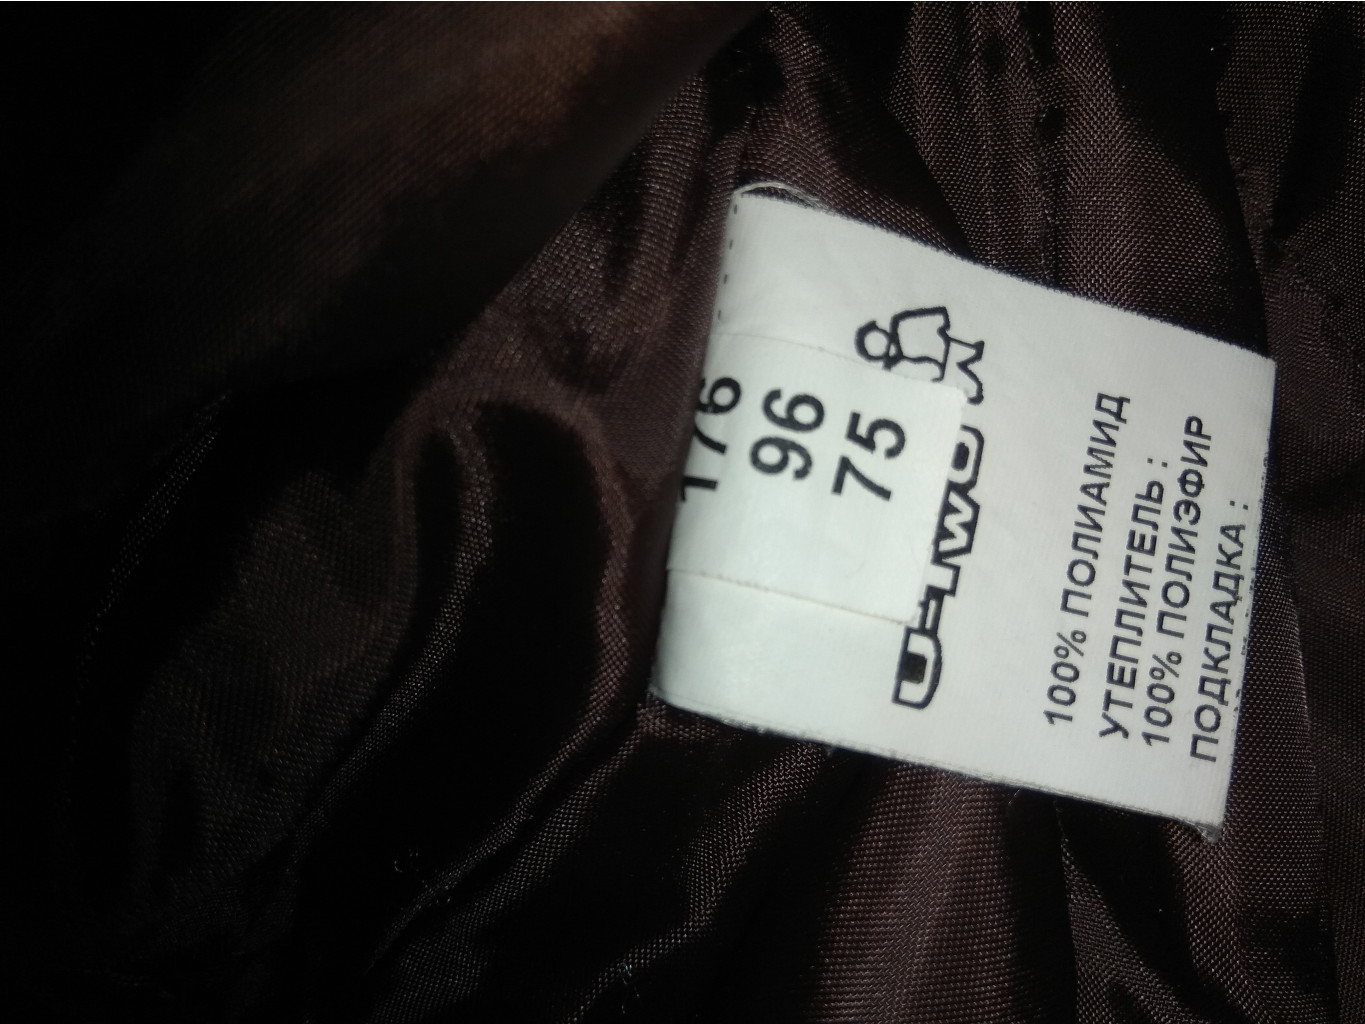 176
96
75
100% ПОЛИАМИД
УТЕПЛИТЕЛЬ :
100% ПОЛИЭФИР
ПОДКЛАДКА :